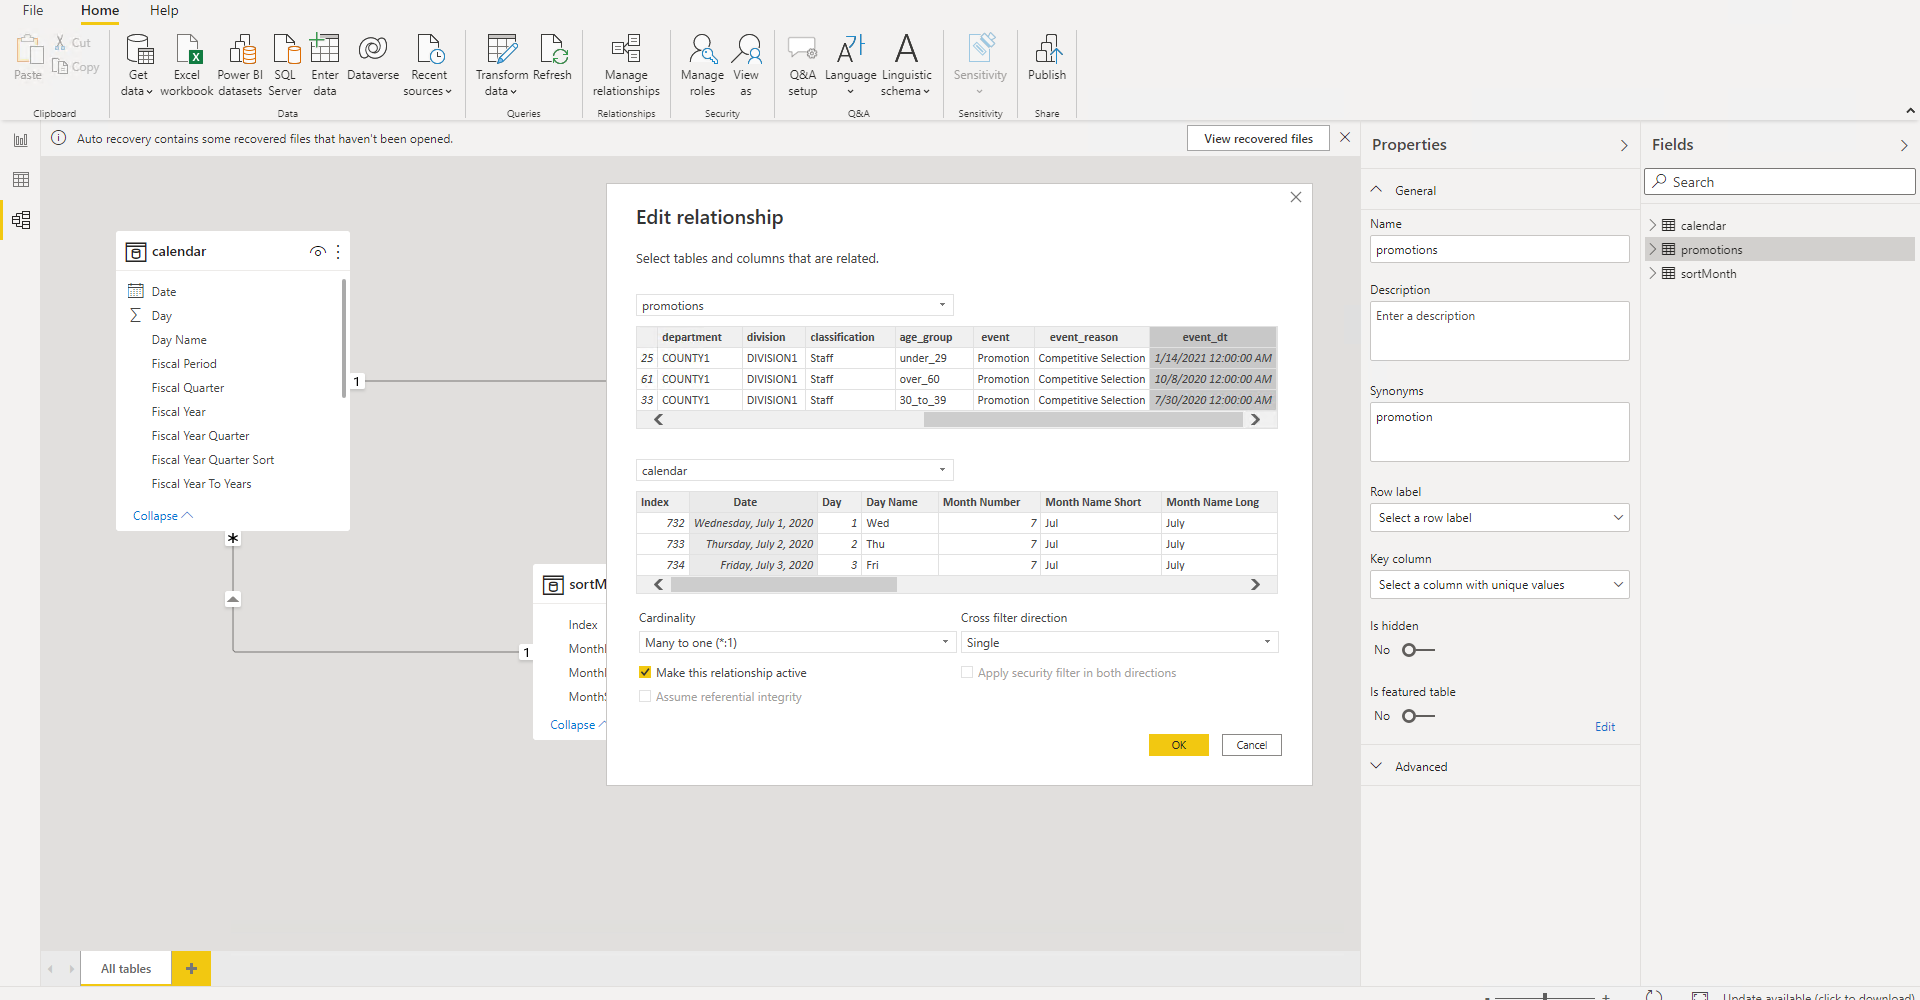 File Home Help
Paste
Cut
Copy
Get data
Excel workbook
Power BI datasets
SQL Server
Enter data
Dataverse
Recent sources
Transform data
Refresh
Manage relationships
Manage roles
View as
Q&A setup
Language
Linguistic schema
Sensitivity
Publish
Clipboard Data Queries Relationships Security Q&A Sensitivity Share
Auto recovery contains some recovered files that haven't been opened.
View recovered files
calendar
Date
Day
Day Name
Fiscal Period
Fiscal Quarter
Fiscal Year
Fiscal Year Quarter
Fiscal Year Quarter Sort
Fiscal Year To Years
Collapse
1
*
1
sortM
Index
Month
Month
Month
Collapse
Edit relationship
Select tables and columns that are related.
promotions
department division classification age_group event event_reason event_dt
25 COUNTY1 DIVISION1 Staff under_29 Promotion Competitive Selection 1/14/2021 12:00:00 AM
61 COUNTY1 DIVISION1 Staff over_60 Promotion Competitive Selection 10/8/2020 12:00:00 AM
33 COUNTY1 DIVISION1 Staff 30_to_39 Promotion Competitive Selection 7/30/2020 12:00:00 AM
calendar
Index Date Day Day Name Month Number Month Name Short Month Name Long
732 Wednesday, July 1, 2020 1 Wed 7 Jul July
733 Thursday, July 2, 2020 2 Thu 7 Jul July
734 Friday, July 3, 2020 3 Fri 7 Jul July
Cardinality
Many to one (*:1)
Cross filter direction
Single
Make this relationship active
Apply security filter in both directions
Assume referential integrity
OK
Cancel
Properties
General
Name
promotions
Description
Enter a description
Synonyms
promotion
Row label
Select a row label
Key column
Select a column with unique values
Is hidden
No
Is featured table
No
Edit
Advanced
Fields
Search
calendar
promotions
sortMonth
All tables
+
- +
Update available (click to download)